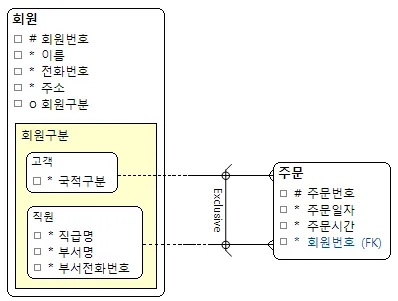 회원
# 회원번호
* 이름
* 전화번호
* 주소
o 회원구분
회원구분
고객
* 국적구분
직원
* 직급명
* 부서명
* 부서전화번호
Exclusive
주문
# 주문번호
* 주문일자
* 주문시간
* 회원번호 (FK)